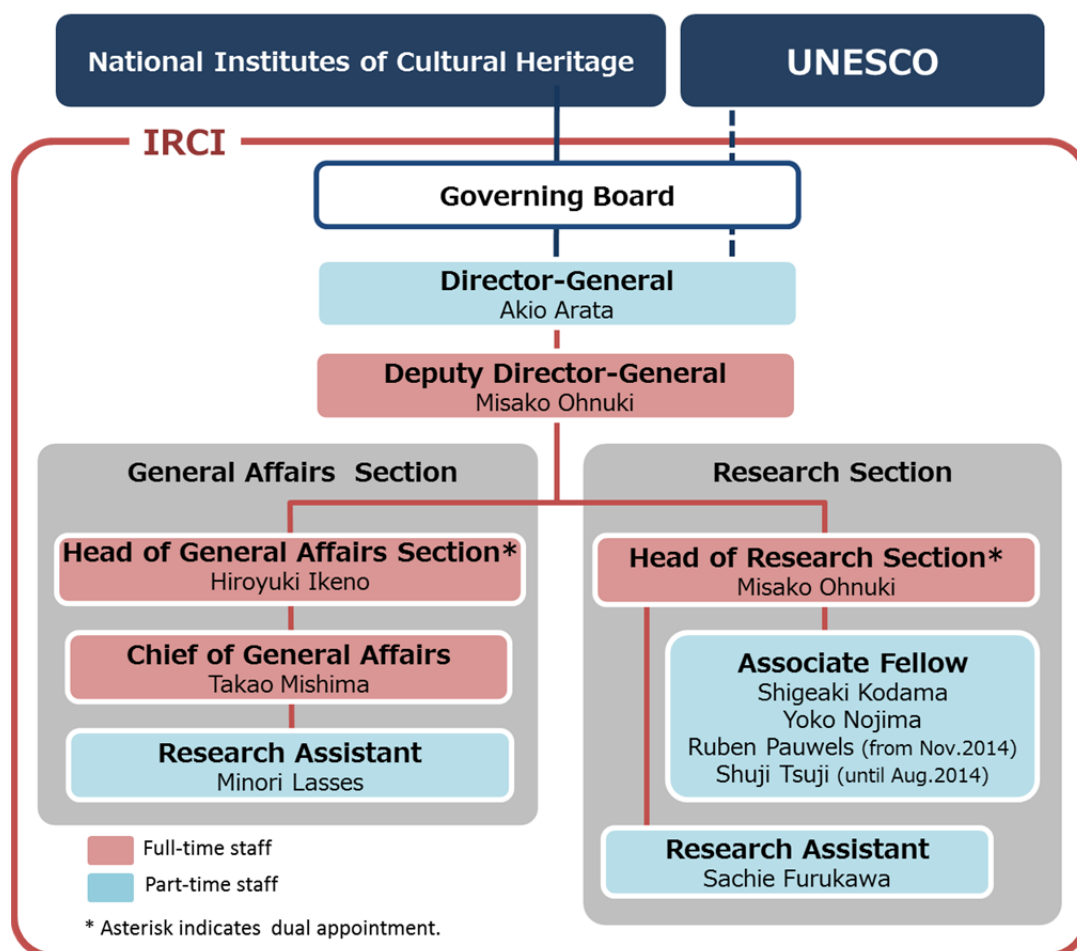 National Institutes of Cultural Heritage
UNESCO
IRCI
Governing Board
Director-General
Akio Arata
Deputy Director-General
Misako Ohnuki
General Affairs Section
Head of General Affairs Section*
Hiroyuki Ikeno
Chief of General Affairs
Takao Mishima
Research Assistant
Minori Lasses
Research Section
Head of Research Section*
Misako Ohnuki
Associate Fellow
Shigeaki Kodama
Yoko Nojima
Ruben Pauwels (from Nov.2014)
Shuji Tsuji (until Aug.2014)
Research Assistant
Sachie Furukawa
Full-time staff
Part-time staff
* Asterisk indicates dual appointment.